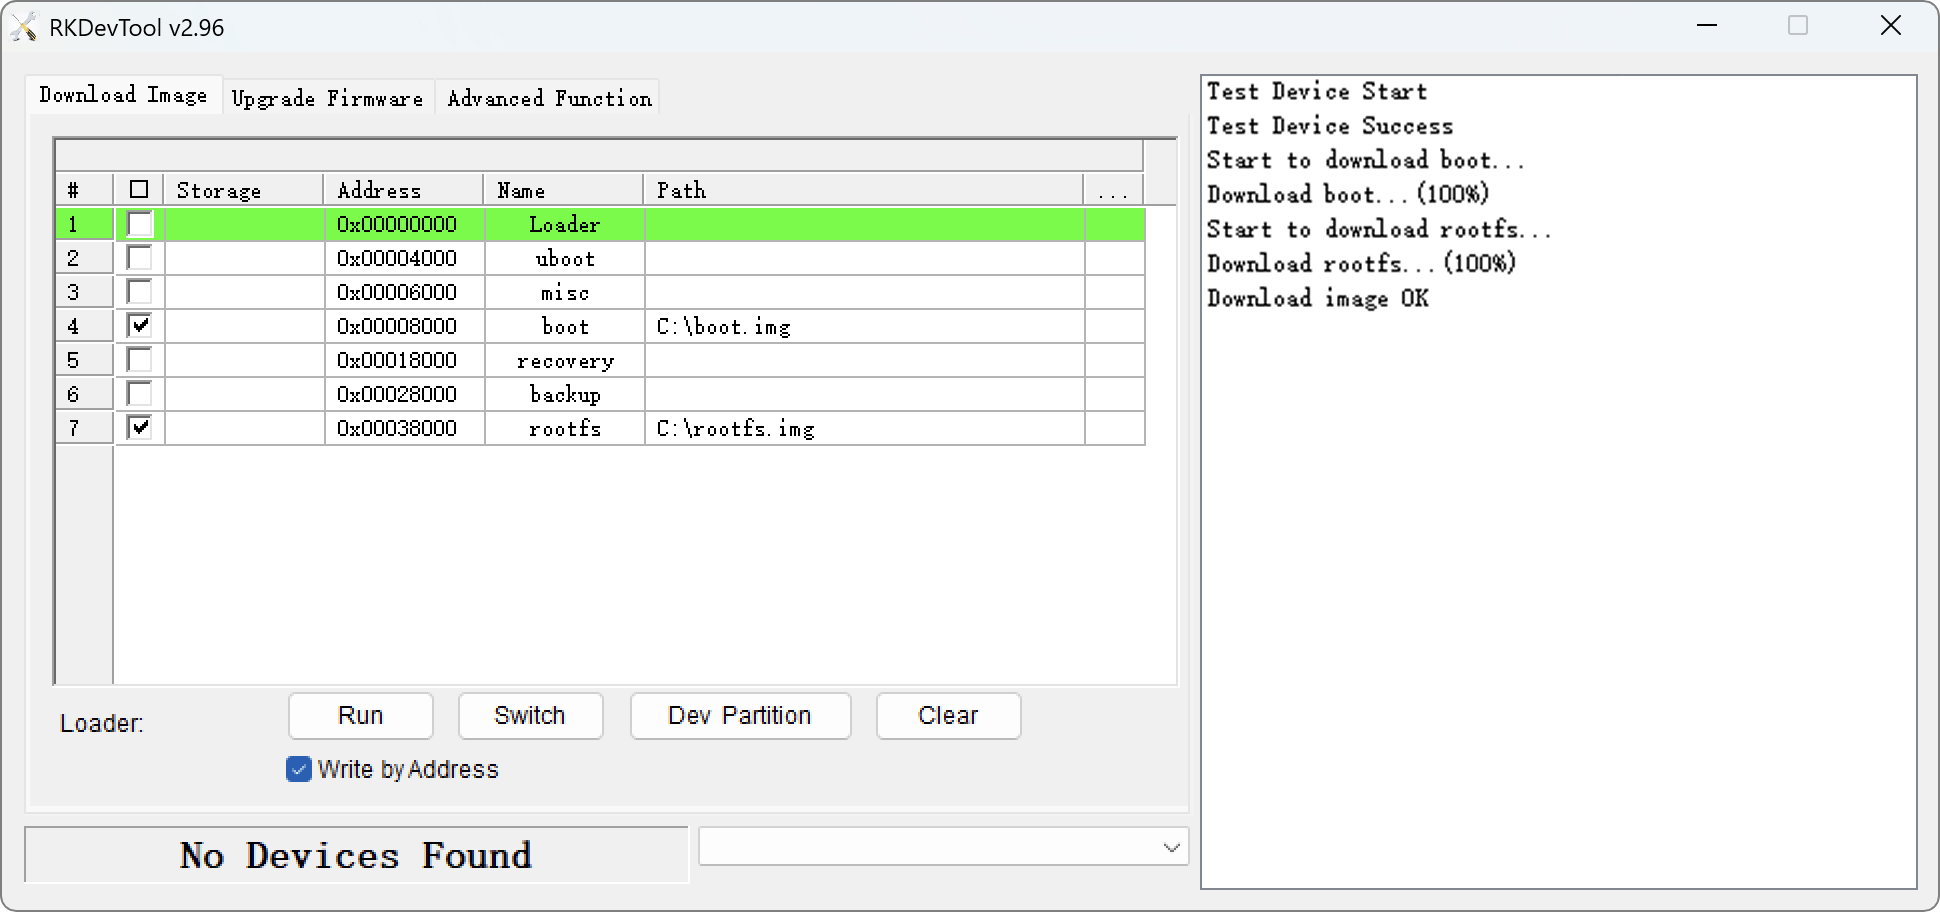 RKDevTool v2.96
Download Image Upgrade Firmware Advanced Function
# Storage Address Name Path ...
1 0x00000000 Loader
2 0x00004000 uboot
3 0x00006000 misc
4 0x00008000 boot C:\boot.img
5 0x00018000 recovery
6 0x00028000 backup
7 0x00038000 rootfs C:\rootfs.img
Loader: Run Switch Dev Partition Clear
Write by Address
No Devices Found
Test Device Start
Test Device Success
Start to download boot...
Download boot...(100%)
Start to download rootfs...
Download rootfs...(100%)
Download image OK